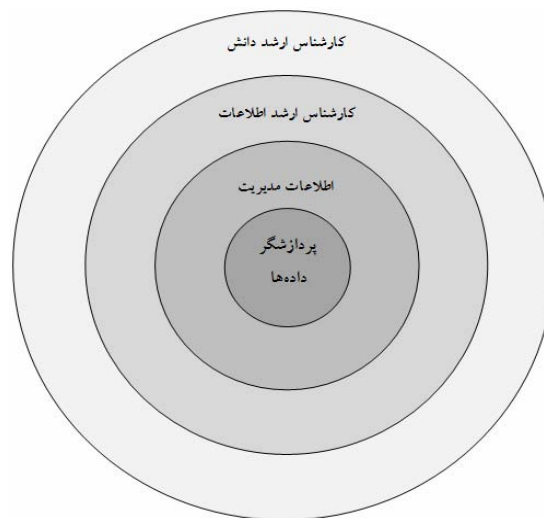 کارشناس ارشد دانش
کارشناس ارشد اطلاعات
اطلاعات مدیریت
پردازشگر
داده‌ها